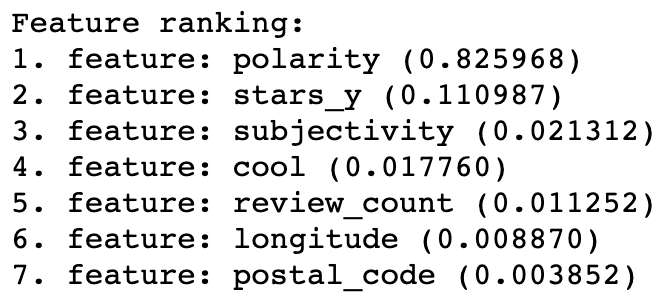 Feature ranking:
1. feature: polarity (0.825968)
2. feature: stars_y (0.110987)
3. feature: subjectivity (0.021312)
4. feature: cool (0.017760)
5. feature: review_count (0.011252)
6. feature: longitude (0.008870)
7. feature: postal_code (0.003852)